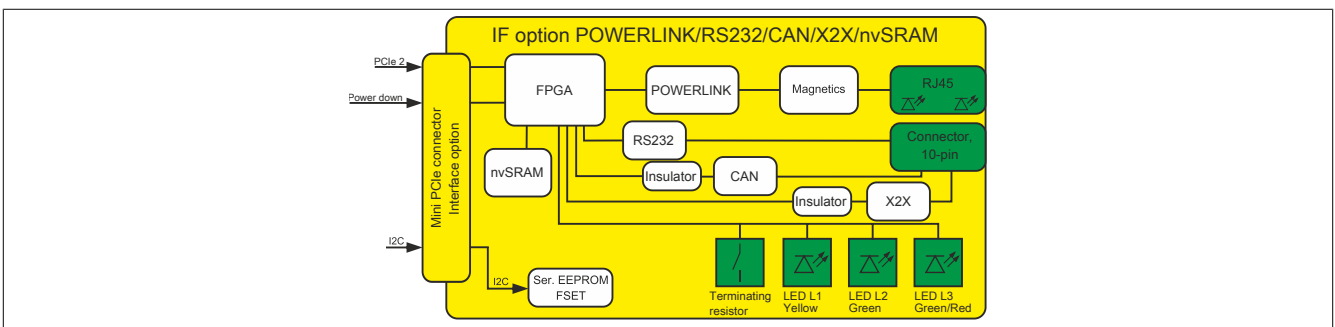 IF option POWERLINK/RS232/CAN/X2X/nvSRAM
PCIe 2
Power down
I2C
Mini PCIe connector
Interface option
FPGA
POWERLINK
Magnetics
RJ45
RS232
Connector,
10-pin
nvSRAM
Insulator
CAN
Insulator
X2X
I2C
Ser. EEPROM
FSET
Terminating
resistor
LED L1
Yellow
LED L2
Green
LED L3
Green/Red